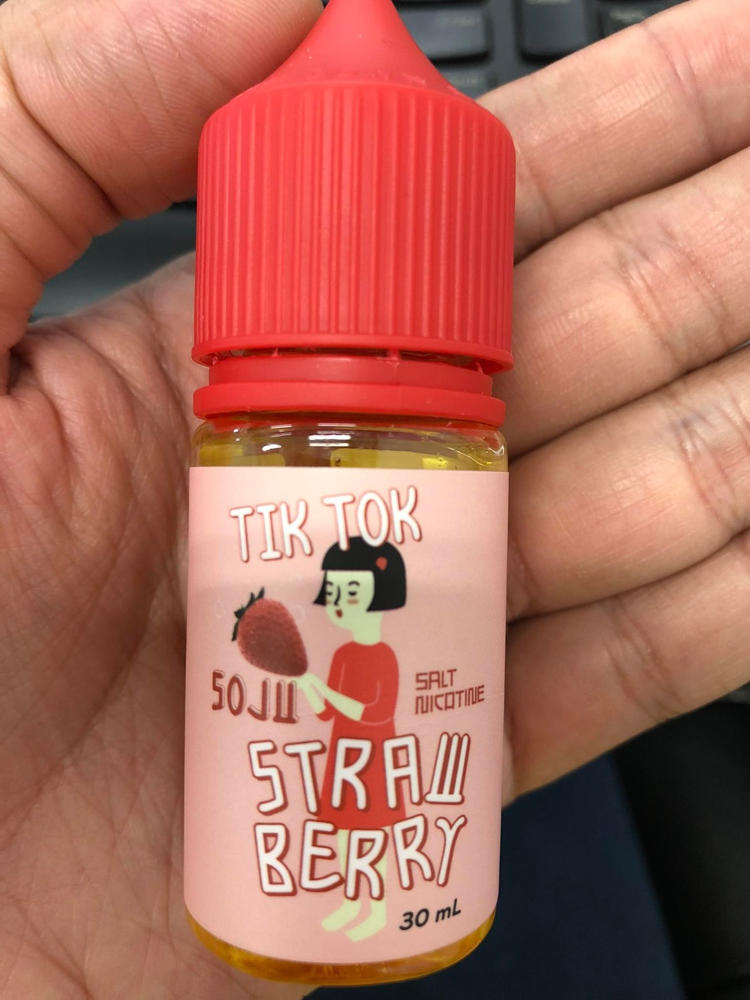 TIK TOK
SOJU
SALT
NICOTINE
STRAW
BERRY
30 mL